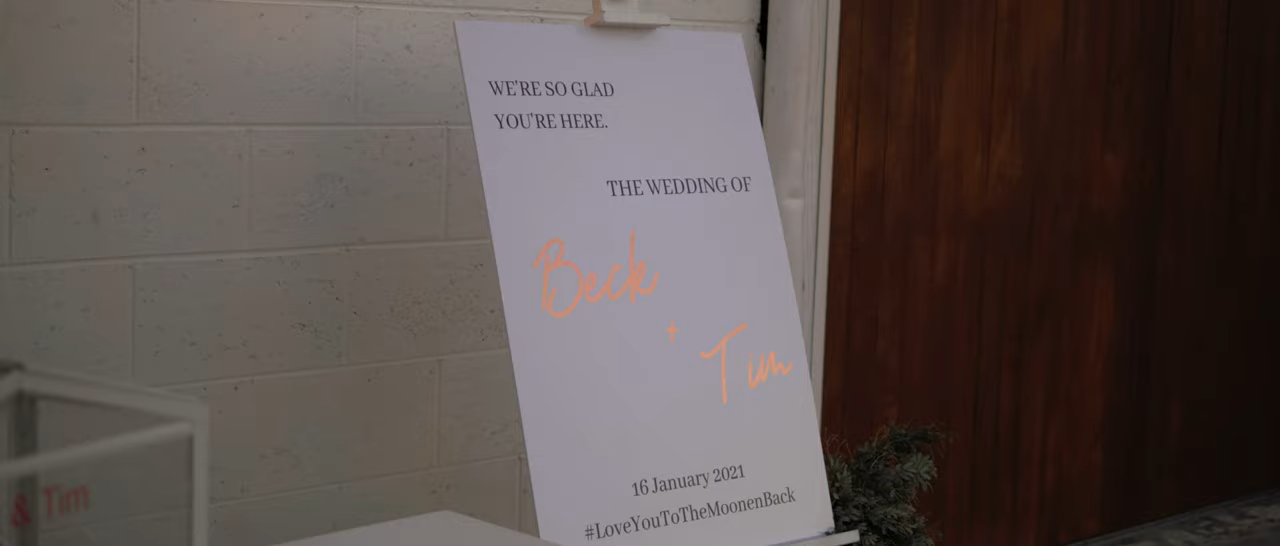 WE'RE SO GLAD
YOU'RE HERE.
THE WEDDING OF
Beck
+
Tim
16 January 2021
#LoveYouToTheMoonenBack
& Tim